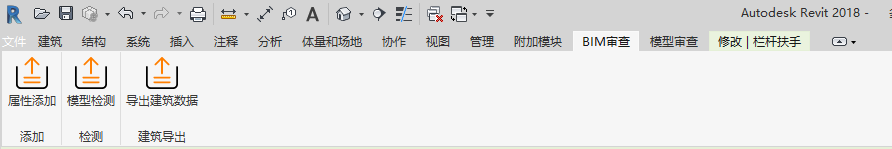 Autodesk Revit 2018 -
文件 建筑 结构 系统 插入 注释 分析 体量和场地 协作 视图 管理 附加模块 BIM审查 模型审查 修改 | 栏杆扶手
属性添加 模型检测 导出建筑数据
添加 检测 建筑导出